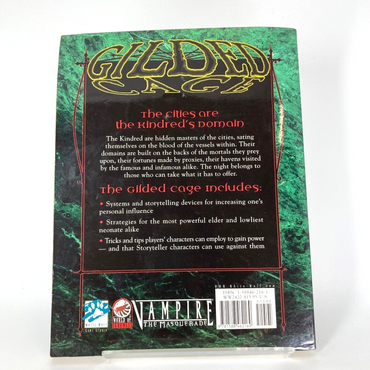 GILDED
CAGE
The Cities are
the Kindred's Domain
The Kindred are hidden masters of the cities, sating
themselves on the blood of the vessels within. Their
domains are built on the backs of the mortals they prey
upon, their fortunes made by proxies, their havens visited
by the famous and infamous alike. The night belongs to
those who can take what it has to offer.
The Gilded Cage Includes:
• Systems and storytelling devices for increasing one's
personal influence
• Strategies for the most powerful elder and lowliest
neonate alike
• Tricks and tips players' characters can employ to gain power
— and that Storyteller characters can use against them
VAMPIRE
THE MASQUERADE